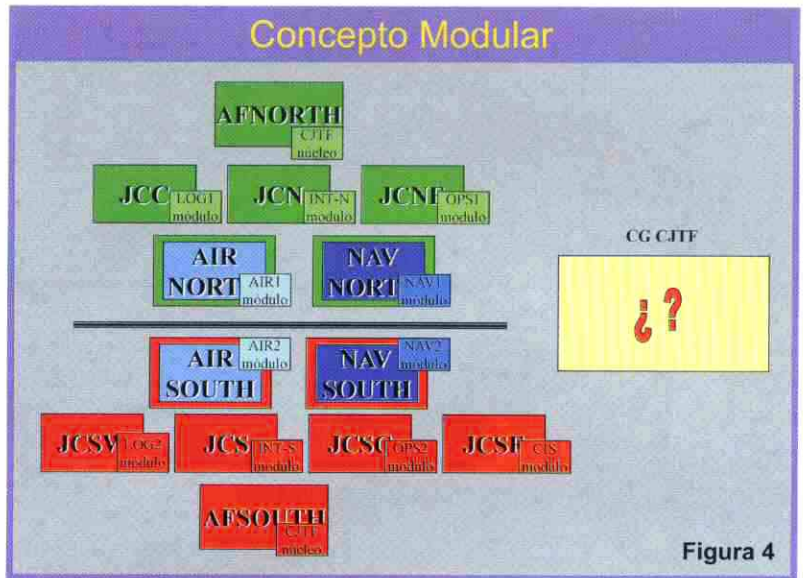 Concepto Modular
AFNORTH
CJTF
núcleo
JCC
LOG1
módulo
JCN
INT-N
módulo
JCNE
OPS1
módulo
AIR
NORT
AIR1
módulo
NAV
NORT
NAV1
módulo
CG CJTF
¿ ?
AIR
SOUTH
AIR2
módulo
NAV
SOUTH
NAV2
módulo
JCSW
LOG2
módulo
JCS
INT-S
módulo
JCSC
OPS2
módulo
JCSE
CIS
módulo
AFSOUTH
CJTF
núcleo
Figura 4